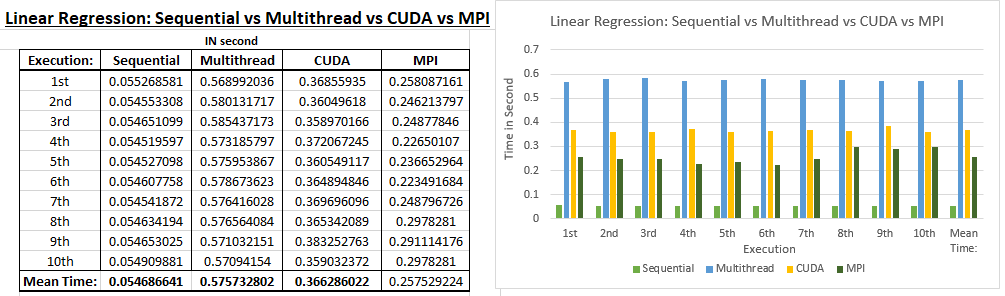 Linear Regression: Sequential vs Multithread vs CUDA vs MPI
IN second
Execution: Sequential Multithread CUDA MPI
1st 0.055268581 0.568992036 0.36855935 0.258087161
2nd 0.054553308 0.580131717 0.36049618 0.246213797
3rd 0.054651099 0.585437173 0.358970166 0.24877846
4th 0.054519597 0.573185797 0.372067245 0.22650107
5th 0.054527098 0.575953867 0.360549117 0.236652964
6th 0.054607758 0.578673623 0.364894846 0.223491684
7th 0.054541872 0.576416028 0.369696096 0.248796726
8th 0.054634194 0.576564084 0.365342089 0.2978281
9th 0.054653025 0.571032151 0.383252763 0.291114176
10th 0.054909881 0.57094154 0.359032372 0.2978281
Mean Time: 0.054686641 0.575732802 0.366286022 0.257529224
Linear Regression: Sequential vs Multithread vs CUDA vs MPI
Time in Second
0.7
0.6
0.5
0.4
0.3
0.2
0.1
0
1st 2nd 3rd 4th 5th 6th 7th 8th 9th 10th Mean
Time:
Execution
Sequential Multithread CUDA MPI